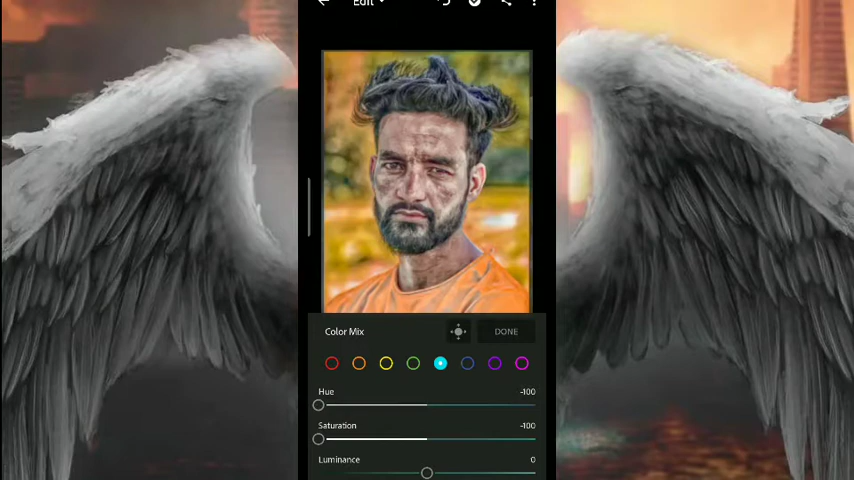 Edit
Color Mix
DONE
Hue
-100
Saturation
-100
Luminance
0